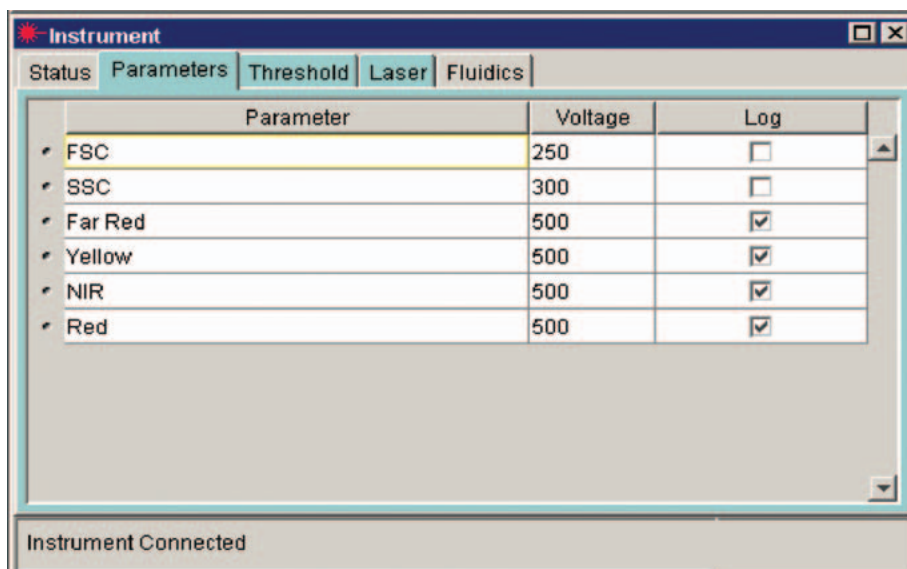 Instrument
Status Parameters Threshold Laser Fluidics
Parameter Voltage Log
FSC 250
SSC 300
Far Red 500
Yellow 500
NIR 500
Red 500
Instrument Connected